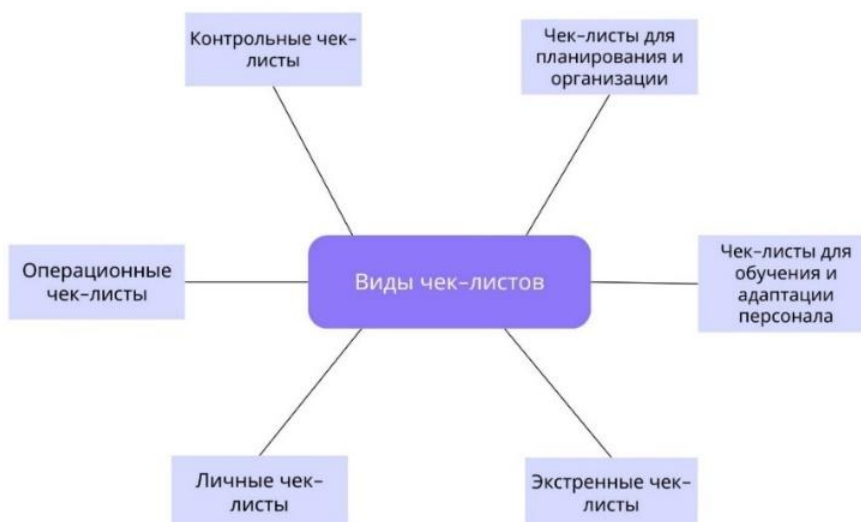 Контрольные чек–
листы
Чек–листы для
планирования и
организации
Операционные
чек–листы
Виды чек–листов
Чек–листы для
обучения и
адаптации
персонала
Личные чек–
листы
Экстренные чек–
листы